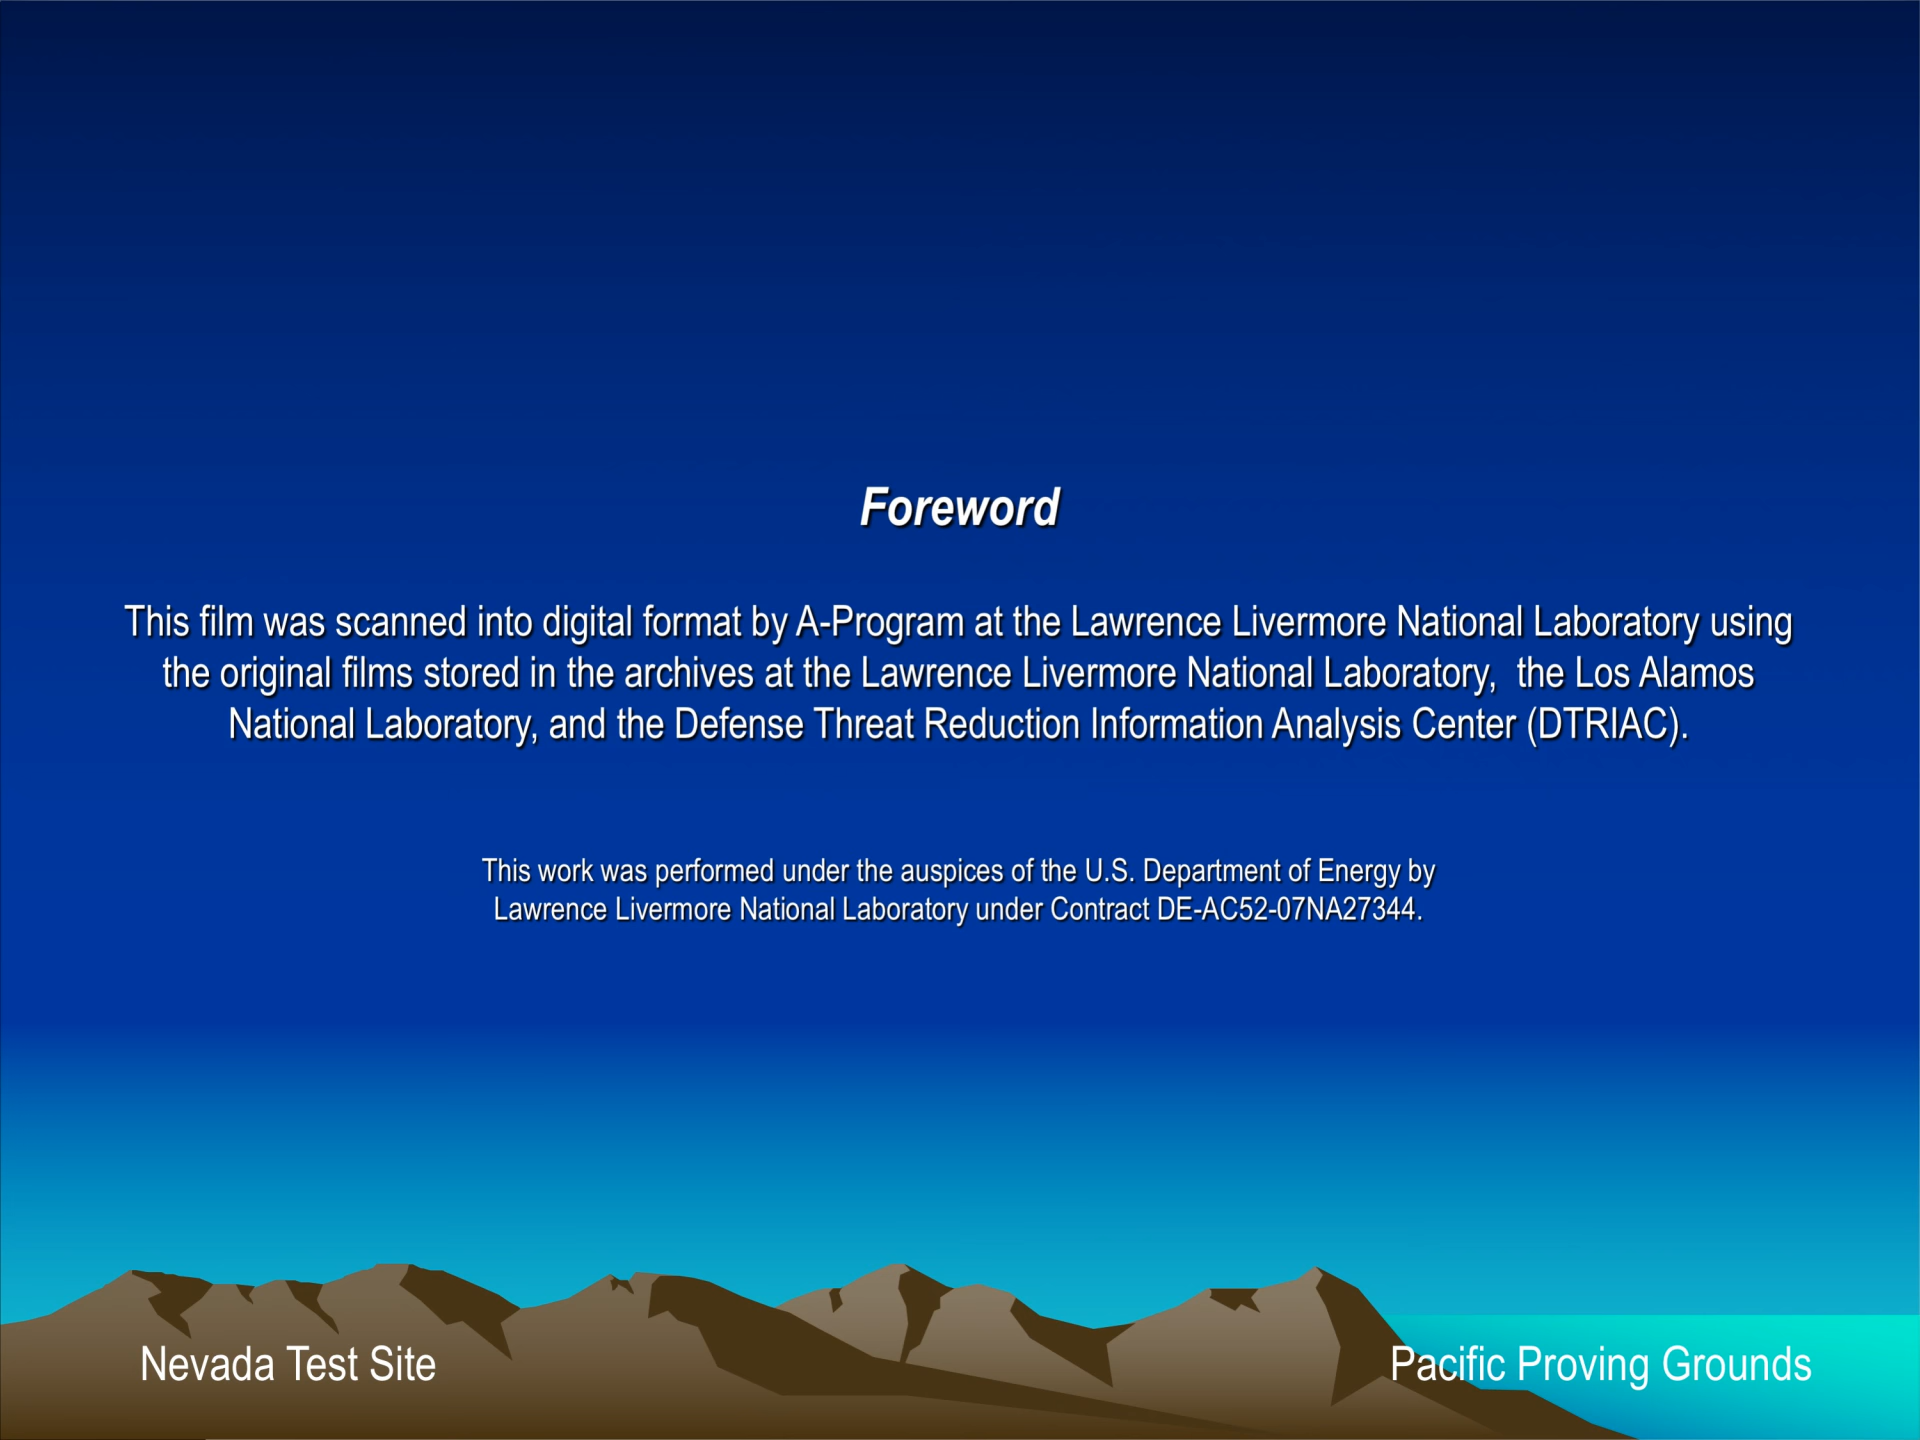 Foreword
This film was scanned into digital format by A-Program at the Lawrence Livermore National Laboratory using
the original films stored in the archives at the Lawrence Livermore National Laboratory,  the Los Alamos
National Laboratory, and the Defense Threat Reduction Information Analysis Center (DTRIAC).
This work was performed under the auspices of the U.S. Department of Energy by
Lawrence Livermore National Laboratory under Contract DE-AC52-07NA27344.
Nevada Test Site
Pacific Proving Grounds